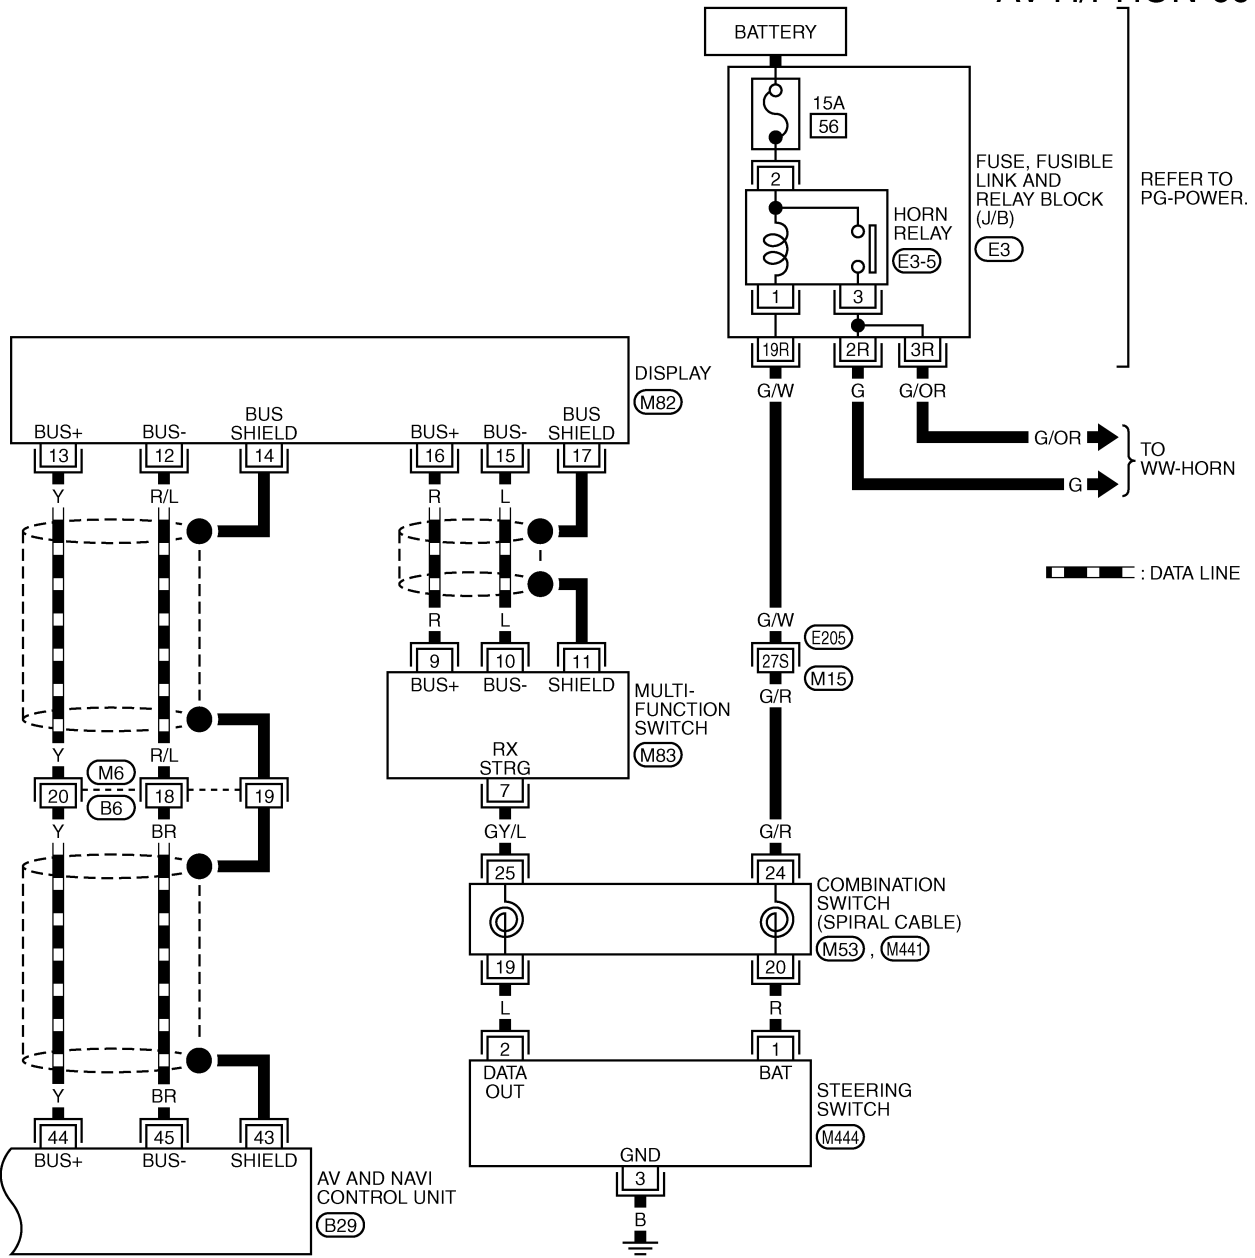 BATTERY
15A
56
2
FUSE, FUSIBLE
LINK AND
RELAY BLOCK
(J/B)
E3
REFER TO
PG-POWER.
HORN
RELAY
E3-5
1 3
19R 2R 3R
G/W G G/OR
G/OR
G
TO
WW-HORN
: DATA LINE
DISPLAY
M82
BUS+ BUS- BUS
SHIELD
BUS+ BUS- BUS
SHIELD
13 12 14 16 15 17
Y R/L R L
R L
G/W
E205
27S
M15
G/R
9 10 11
BUS+ BUS- SHIELD
MULTI-
FUNCTION
SWITCH
M83
RX
STRG
7
GY/L
G/R
Y R/L
M6
20 18 19
B6
Y BR
25 24
COMBINATION
SWITCH
(SPIRAL CABLE)
M53 , M441
19 20
L R
2 1
DATA
OUT
BAT
STEERING
SWITCH
M444
GND
3
B
Y BR
44 45 43
BUS+ BUS- SHIELD
AV AND NAVI
CONTROL UNIT
B29